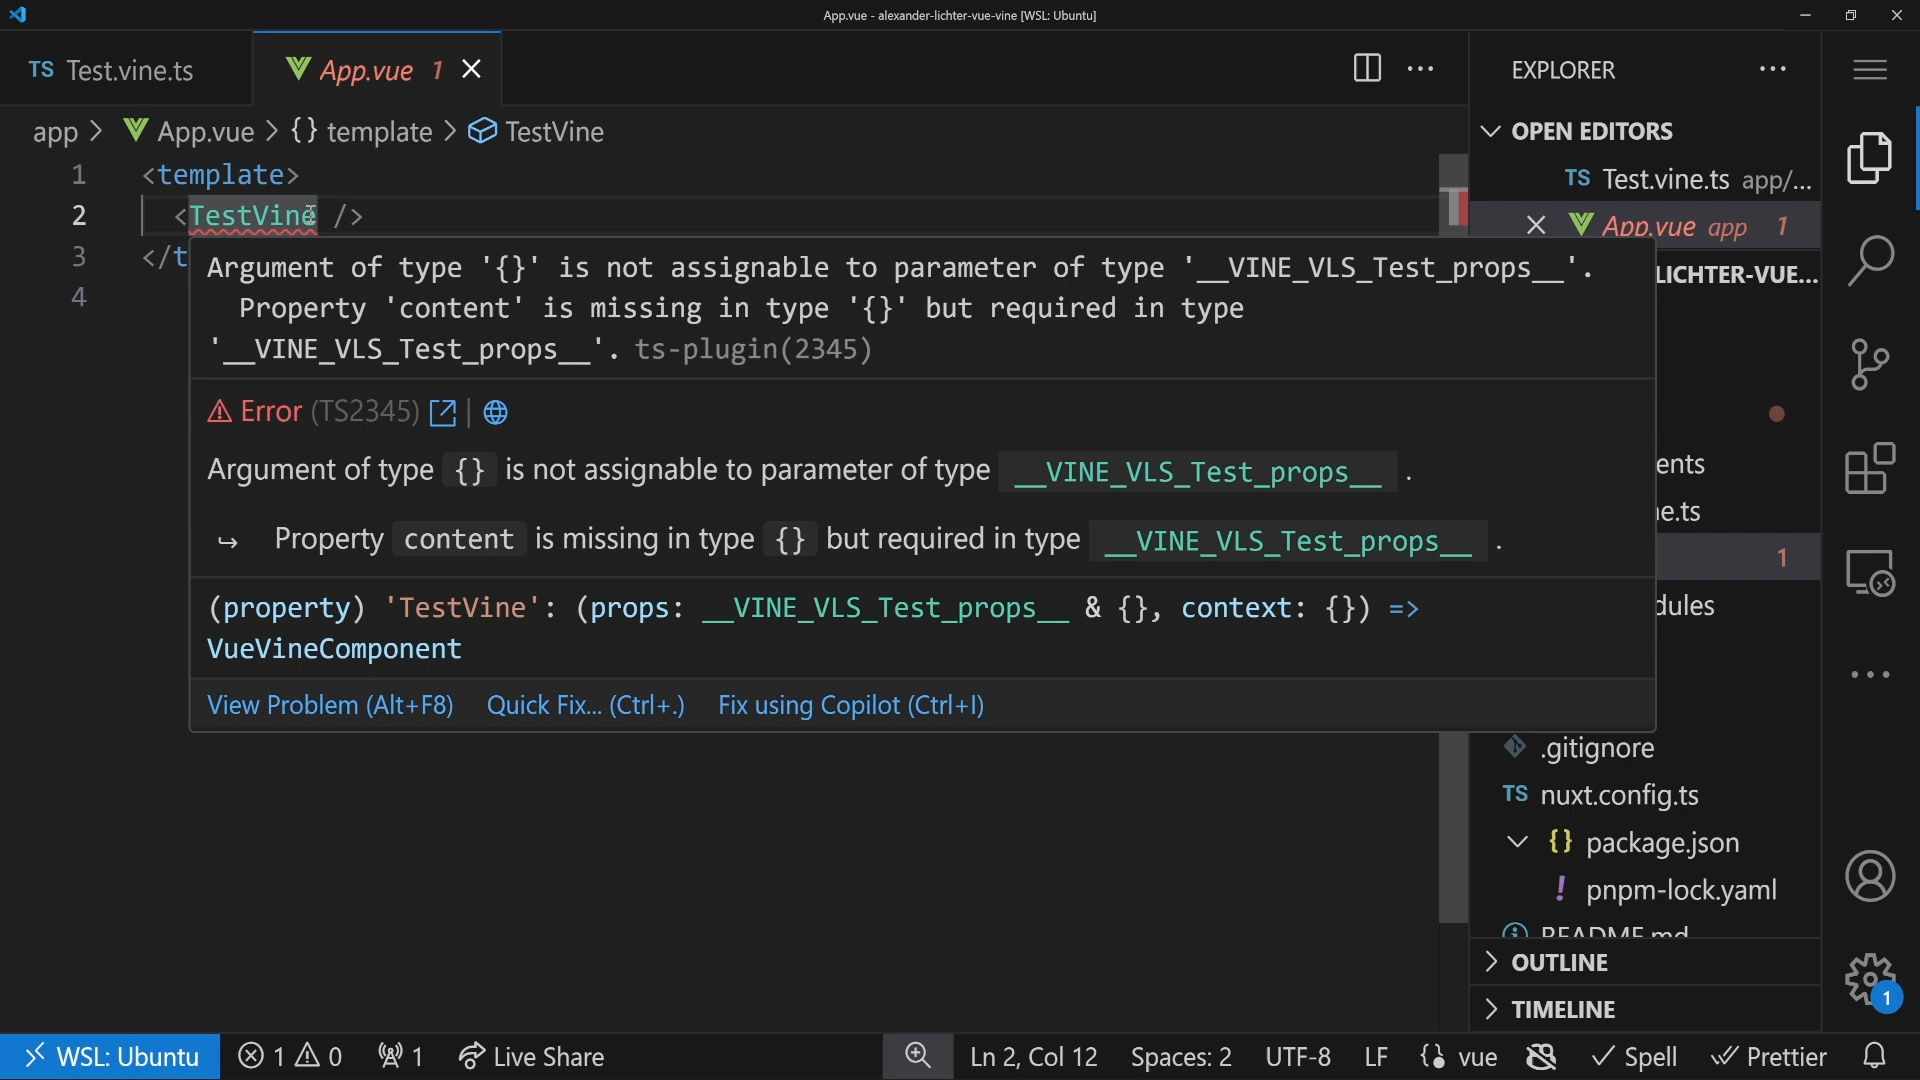 App.vue - alexander-lichter-vue-vine [WSL: Ubuntu]
TS Test.vine.ts
App.vue 1
EXPLORER
app > App.vue > {} template > TestVine
OPEN EDITORS
TS Test.vine.ts app/...
App.vue app 1
LICHTER-VUE...
1 <template>
2 <TestVine />
3 </t
4
Argument of type '{}' is not assignable to parameter of type '__VINE_VLS_Test_props__'.
Property 'content' is missing in type '{}' but required in type
'__VINE_VLS_Test_props__'. ts-plugin(2345)
Error (TS2345) |
Argument of type {} is not assignable to parameter of type __VINE_VLS_Test_props__ .
↪ Property content is missing in type {} but required in type __VINE_VLS_Test_props__ .
(property) 'TestVine': (props: __VINE_VLS_Test_props__ & {}, context: {}) =>
VueVineComponent
View Problem (Alt+F8) Quick Fix... (Ctrl+.) Fix using Copilot (Ctrl+I)
ents
ne.ts
1
dules
.gitignore
TS nuxt.config.ts
{} package.json
! pnpm-lock.yaml
README.md
OUTLINE
TIMELINE
1
WSL: Ubuntu
1 0
1
Live Share
Ln 2, Col 12
Spaces: 2
UTF-8
LF
vue
Spell
Prettier